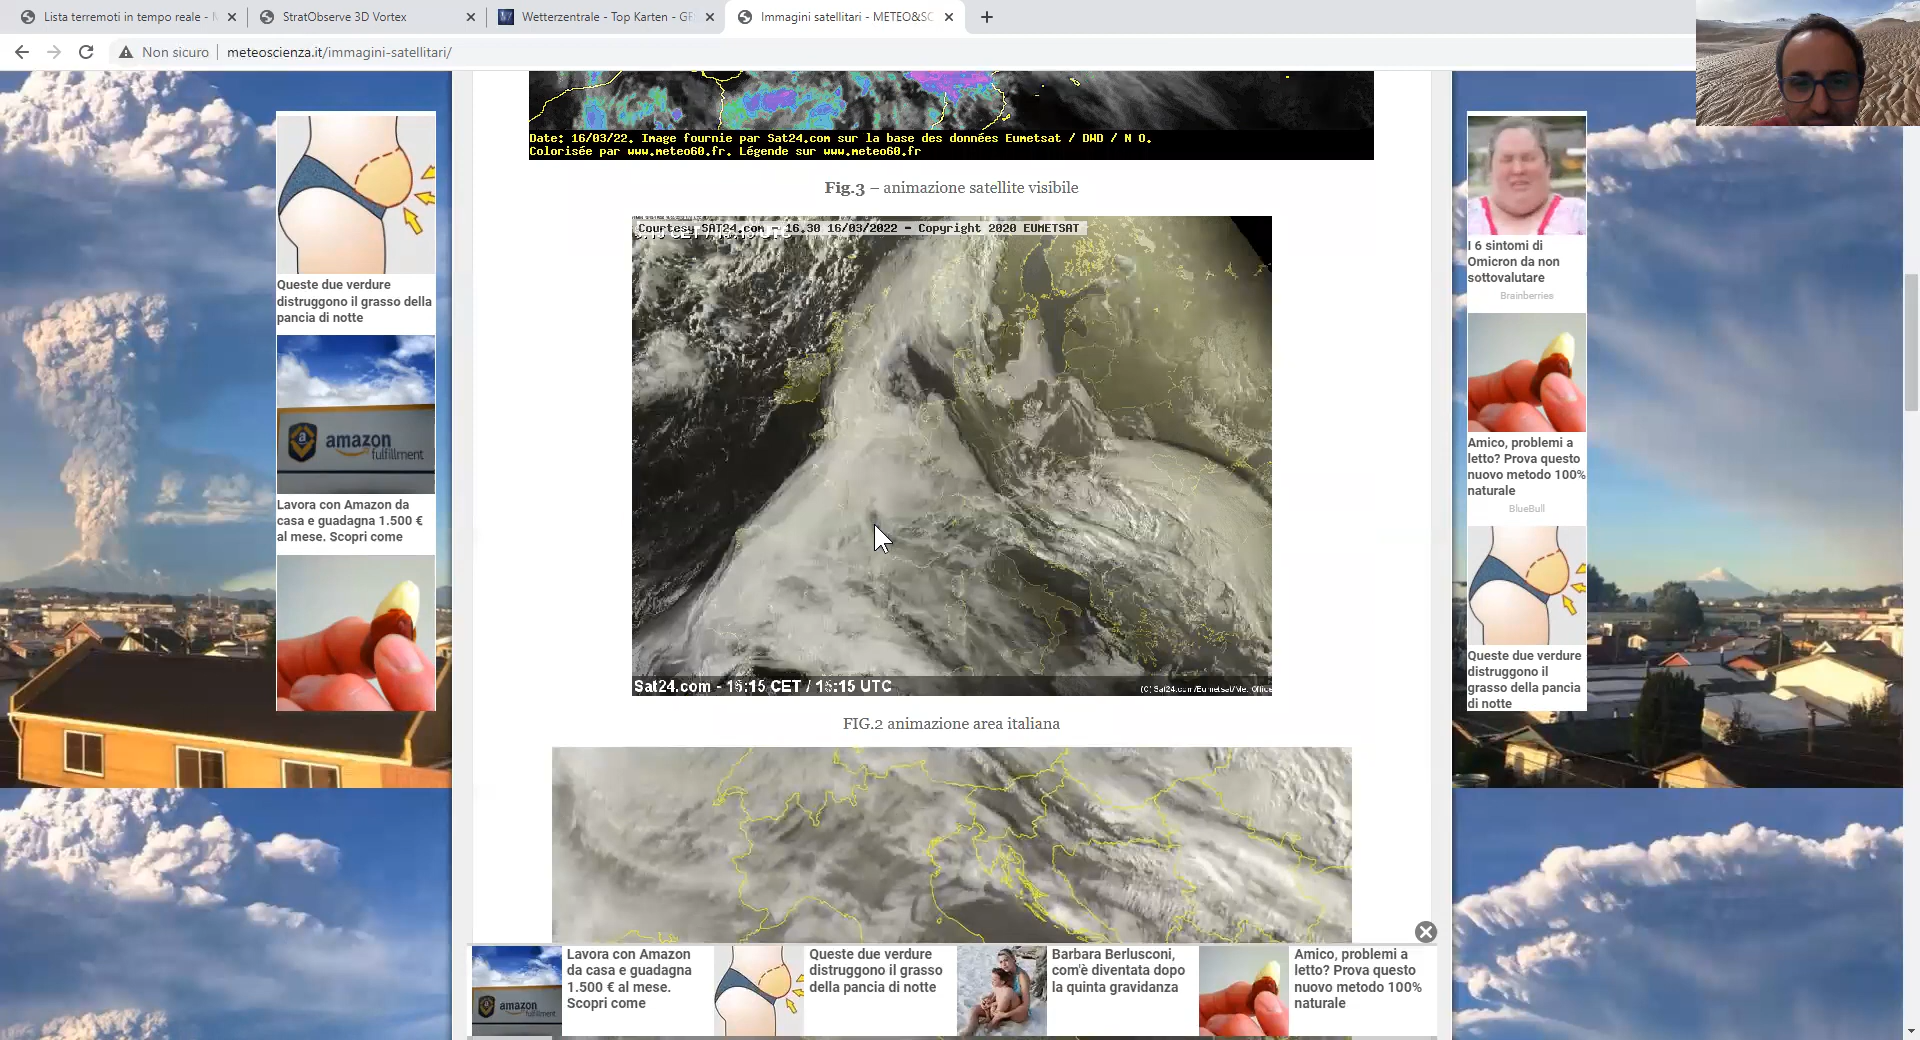 Lista terremoti in tempo reale -
StratObserve 3D Vortex
Wetterzentrale - Top Karten - GF
Immagini satellitari - METEO&SC
Non sicuro
meteoscienza.it/immagini-satellitari/
Date: 16/03/22. Image fournie par Sat24.com sur la base des données Eumetsat / DWD / N O.
Colorisée par www.meteo60.fr. Légende sur www.meteo60.fr
Fig.3 – animazione satellite visibile
Courtesy SAT24.com - 16.30 16/03/2022 - Copyright 2020 EUMETSAT
Sat24.com - 16:15 CET / 15:15 UTC
(C) Sat24.com/Eumetsat/Met Office
FIG.2 animazione area italiana
Queste due verdure
distruggono il grasso della
pancia di notte
amazon
fulfillment
Lavora con Amazon da
casa e guadagna 1.500 €
al mese. Scopri come
I 6 sintomi di
Omicron da non
sottovalutare
Brainberries
Amico, problemi a
letto? Prova questo
nuovo metodo 100%
naturale
BlueBull
Queste due verdure
distruggono il
grasso della pancia
di notte
amazon
fulfillment
Lavora con Amazon
da casa e guadagna
1.500 € al mese.
Scopri come
Queste due verdure
distruggono il grasso
della pancia di notte
Barbara Berlusconi,
com'è diventata dopo
la quinta gravidanza
Amico, problemi a
letto? Prova questo
nuovo metodo 100%
naturale